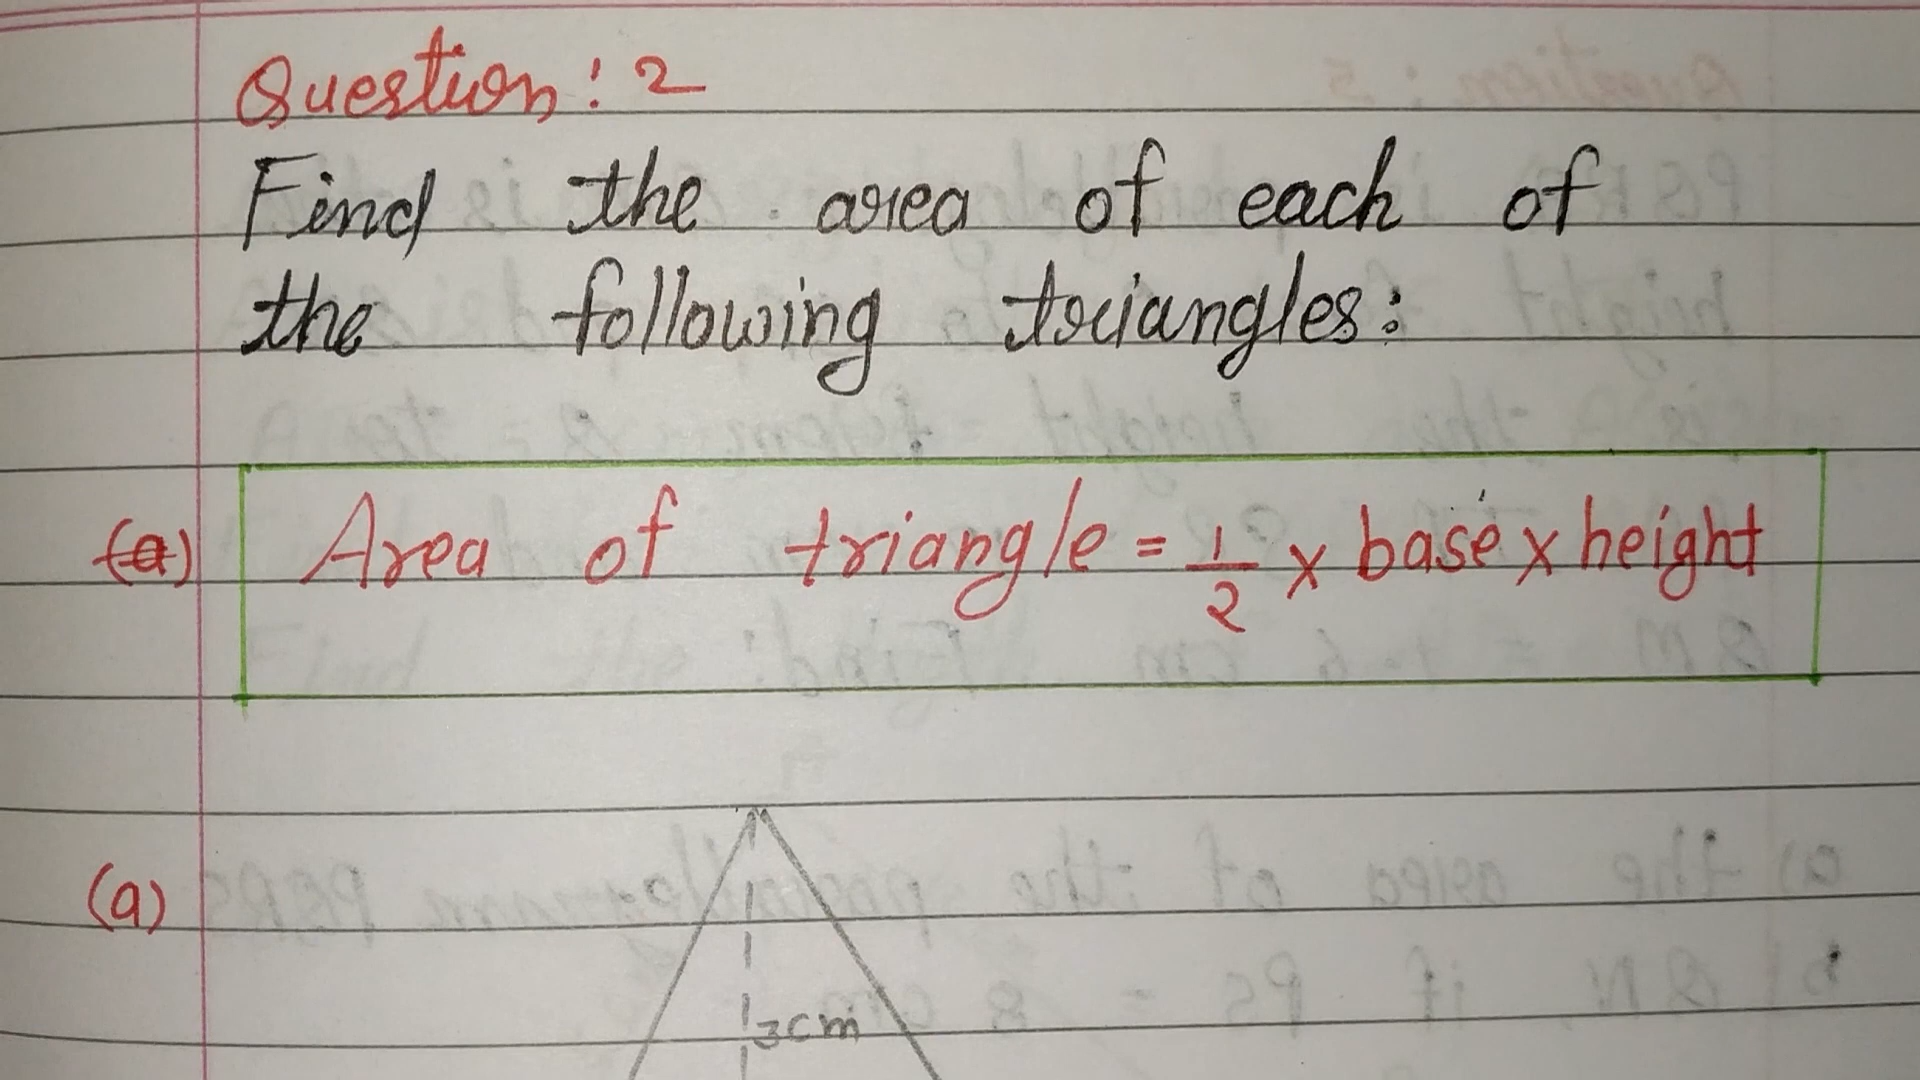 Question: 2
Find the area of each of
the following triangles:
(a) Area of triangle = 1/2 x base x height
(a)
3cm